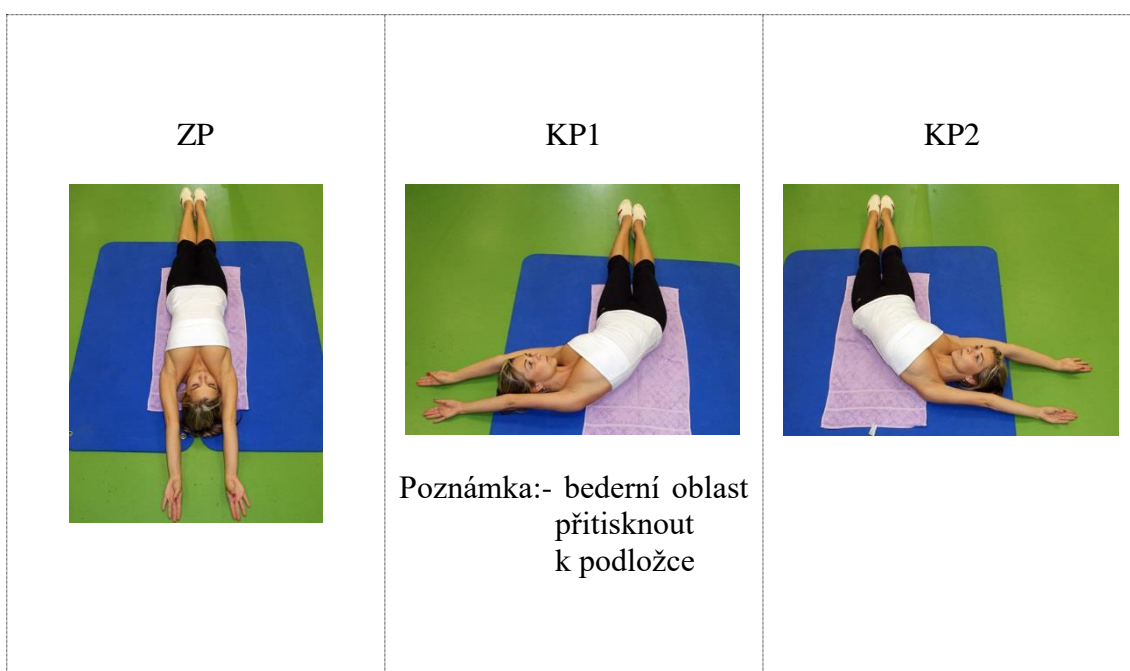 ZP
KP1
KP2
Poznámka:- bederní oblast
přitisknout
k podložce